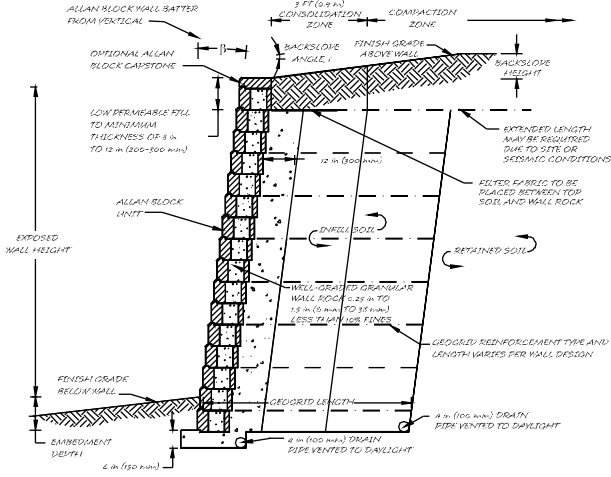 ALLAN BLOCK WALL BATTER
FROM VERTICAL
3 FT (0.9 m)
CONSOLIDATION
ZONE
COMPACTION
ZONE
β
BACKSLOPE
ANGLE, i
FINISH GRADE
ABOVE WALL
OPTIONAL ALLAN
BLOCK CAPSTONE
BACKSLOPE
HEIGHT
LOW PERMEABLE FILL
TO MINIMUM
THICKNESS OF 8 in
TO 12 in (200-300 mm)
EXTENDED LENGTH
MAY BE REQUIRED
DUE TO SITE OR
SEISMIC CONDITIONS
12 in (300 mm)
FILTER FABRIC TO BE
PLACED BETWEEN TOP
SOIL AND WALL ROCK
ALLAN BLOCK
UNIT
EXPOSED
WALL HEIGHT
INFILL SOIL
RETAINED SOIL
WELL-GRADED GRANULAR
WALL ROCK 0.25 in TO
1.5 in (6 mm TO 38 mm)
LESS THAN 10% FINES
GEOGRID REINFORCEMENT TYPE AND
LENGTH VARIES PER WALL DESIGN
FINISH GRADE
BELOW WALL
GEOGRID LENGTH
4 in (100 mm) DRAIN
PIPE VENTED TO DAYLIGHT
EMBEDMENT
DEPTH
4 in (100 mm) DRAIN
PIPE VENTED TO DAYLIGHT
6 in (150 mm)